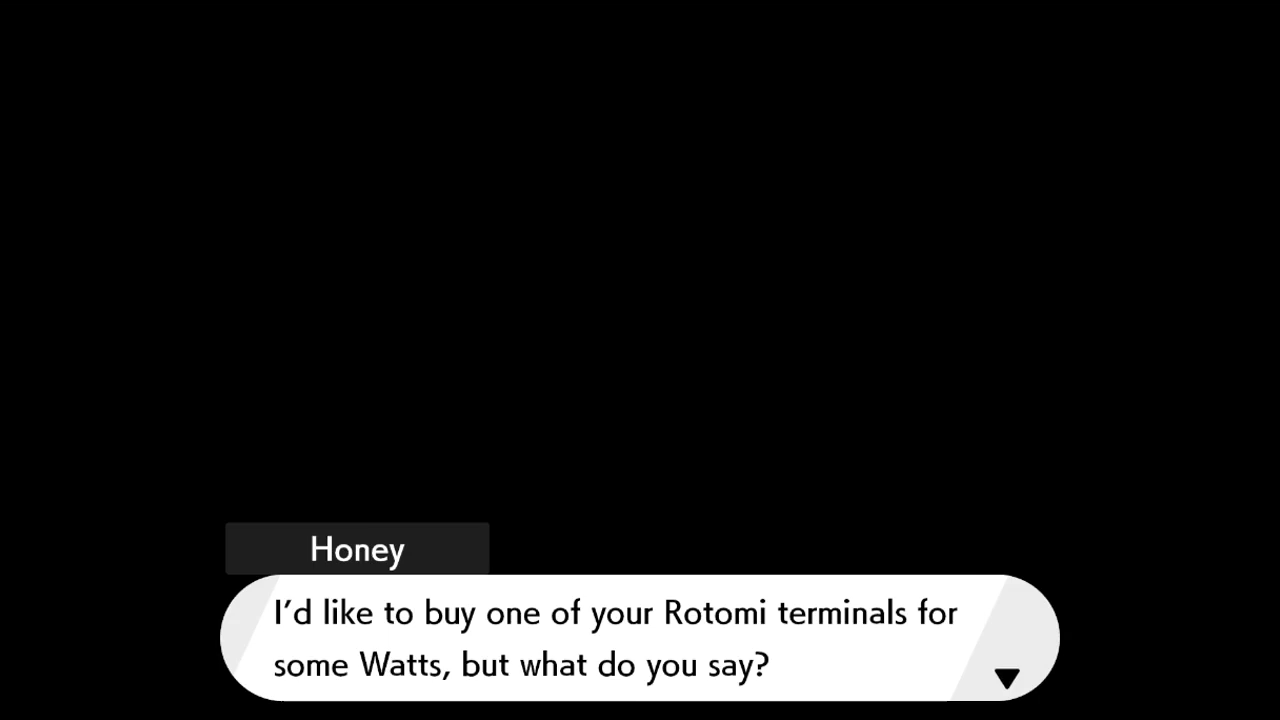 Honey
I'd like to buy one of your Rotomi terminals for
some Watts, but what do you say?